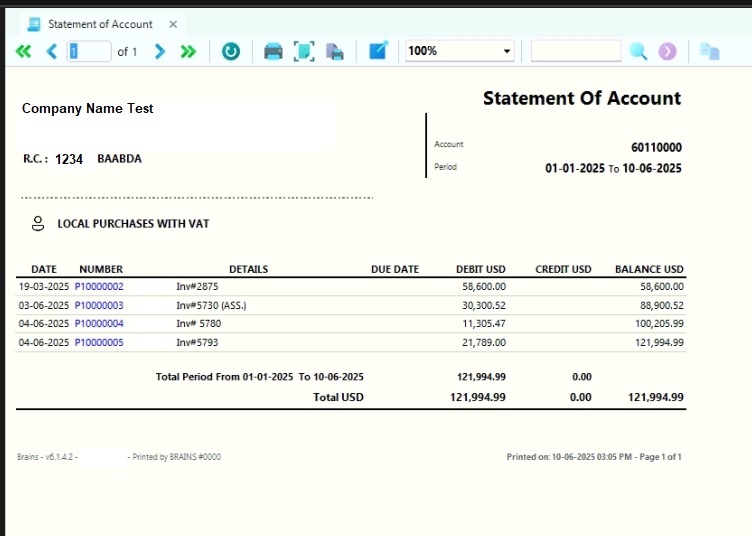 Statement of Account
1 of 1 100%
Statement Of Account
Company Name Test
Account 60110000
R.C. : 1234 BAABDA
Period 01-01-2025 To 10-06-2025
LOCAL PURCHASES WITH VAT
DATE NUMBER DETAILS DUE DATE DEBIT USD CREDIT USD BALANCE USD
19-03-2025 P10000002 Inv#2875 58,600.00 58,600.00
03-06-2025 P10000003 Inv#5730 (ASS.) 30,300.52 88,900.52
04-06-2025 P10000004 Inv# 5780 11,305.47 100,205.99
04-06-2025 P10000005 Inv#5793 21,789.00 121,994.99
Total Period From 01-01-2025 To 10-06-2025 121,994.99 0.00
Total USD 121,994.99 0.00 121,994.99
Brains - v6.1.4.2 - - Printed by BRAINS #0000 Printed on: 10-06-2025 03:05 PM - Page 1 of 1